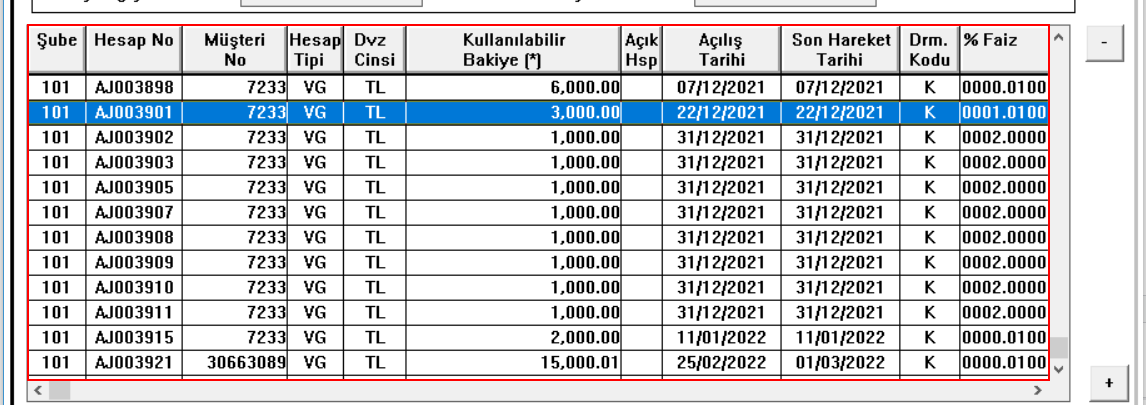 Şube Hesap No Müşteri No Hesap Tipi Dvz Cinsi Kullanılabilir Bakiye (*) Açık Hsp Açılış Tarihi Son Hareket Tarihi Drm. Kodu % Faiz
101 AJ003898 7233 VG TL 6,000.00 07/12/2021 07/12/2021 K 0000.0100
101 AJ003901 7233 VG TL 3,000.00 22/12/2021 22/12/2021 K 0001.0100
101 AJ003902 7233 VG TL 1,000.00 31/12/2021 31/12/2021 K 0002.0000
101 AJ003903 7233 VG TL 1,000.00 31/12/2021 31/12/2021 K 0002.0000
101 AJ003905 7233 VG TL 1,000.00 31/12/2021 31/12/2021 K 0002.0000
101 AJ003907 7233 VG TL 1,000.00 31/12/2021 31/12/2021 K 0002.0000
101 AJ003908 7233 VG TL 1,000.00 31/12/2021 31/12/2021 K 0002.0000
101 AJ003909 7233 VG TL 1,000.00 31/12/2021 31/12/2021 K 0002.0000
101 AJ003910 7233 VG TL 1,000.00 31/12/2021 31/12/2021 K 0002.0000
101 AJ003911 7233 VG TL 1,000.00 31/12/2021 31/12/2021 K 0002.0000
101 AJ003915 7233 VG TL 2,000.00 11/01/2022 11/01/2022 K 0000.0100
101 AJ003921 30663089 VG TL 15,000.01 25/02/2022 01/03/2022 K 0000.0100
-
+